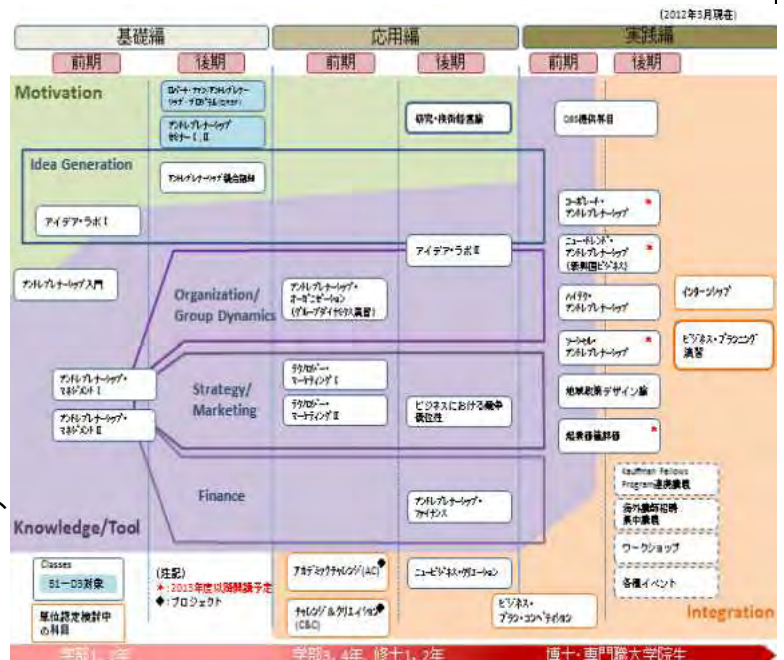 (2012年3月現在)
基礎編
応用編
実践編
前期
後期
前期
後期
前期
後期
Motivation
アントレプレナーシップ
セミナーⅠ,Ⅱ
研究・技術経営論
QBS提供科目
Idea Generation
アントレプレナーシップ総合講義
アイデア・ラボⅠ
コーポレート・
アントレプレナーシップ
*
アイデア・ラボⅡ
ニュートレンド・
アントレプレナーシップ
(新興国ビジネス)
*
アントレプレナーシップ入門
Organization/
Group Dynamics
アントレプレナーシップ・
オーガニゼーション
(グループダイナミクス演習)
ハイテク・
アントレプレナーシップ
インターンシップ
ソーシャル・
アントレプレナーシップ
*
ビジネス・プランニング
演習
アントレプレナーシップ・
マネジメントⅠ
アントレプレナーシップ・
マネジメントⅡ
Strategy/
Marketing
テクノロジー・
マーケティングⅠ
テクノロジー・
マーケティングⅡ
ビジネスにおける競争
優位性
地域政策デザイン論
起業価値評価
*
Finance
アントレプレナーシップ・
ファイナンス
Kauffman Fellows
Program連携講義
海外講師招聘
集中講義
ワークショップ
各種イベント
Knowledge/Tool
Classes
B1－D3対象
単位認定検討中
の科目
(注記)
*:2013年度以降開講予定
◆:プロジェクト
アカデミックチャレンジ(AC)◆
チャレンジ&クリエイション◆
(C&C)
ニュービジネス・クリエーション
ビジネス・
プラン・コンペティション
Integration
学部1, 2年
学部3, 4年, 修士1, 2年
博士・専門職大学院生